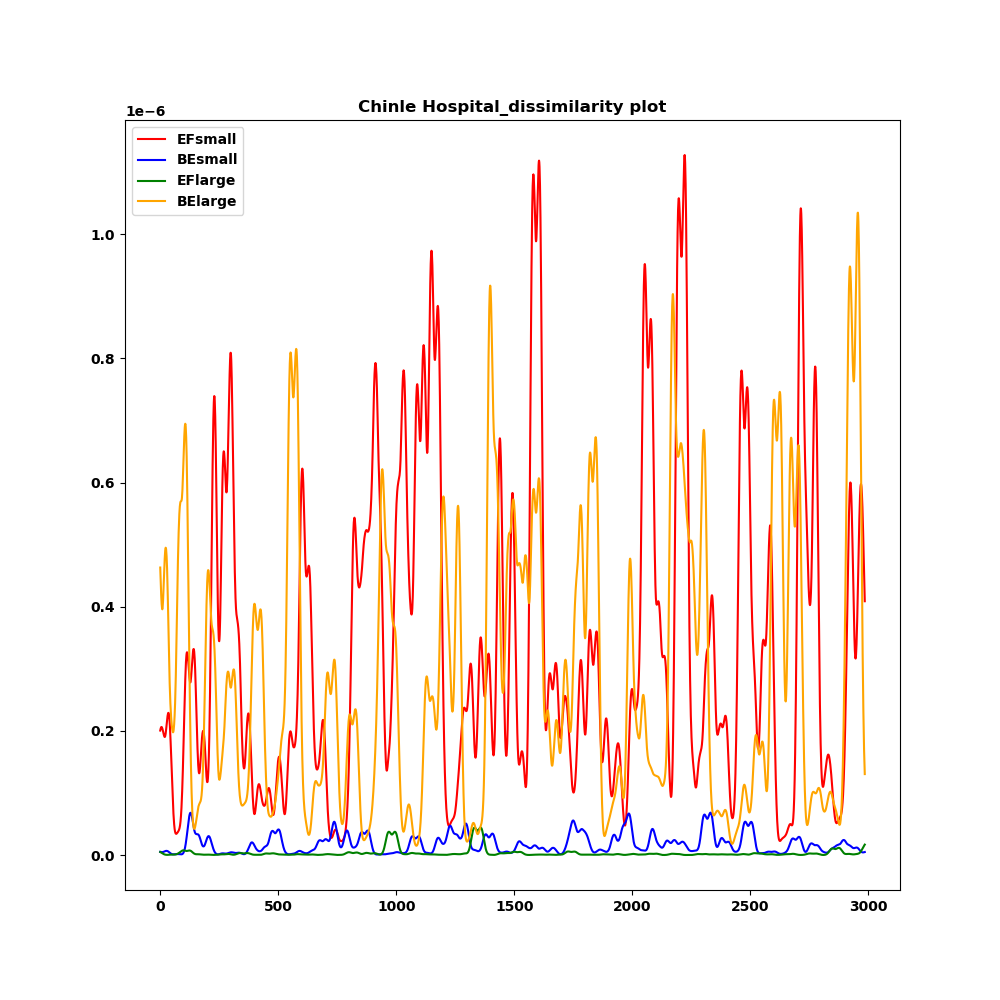 Chinle Hospital_dissimilarity plot
1e−6
EFsmall
BEsmall
EFlarge
BElarge
1.0
0.8
0.6
0.4
0.2
0.0
0 500 1000 1500 2000 2500 3000